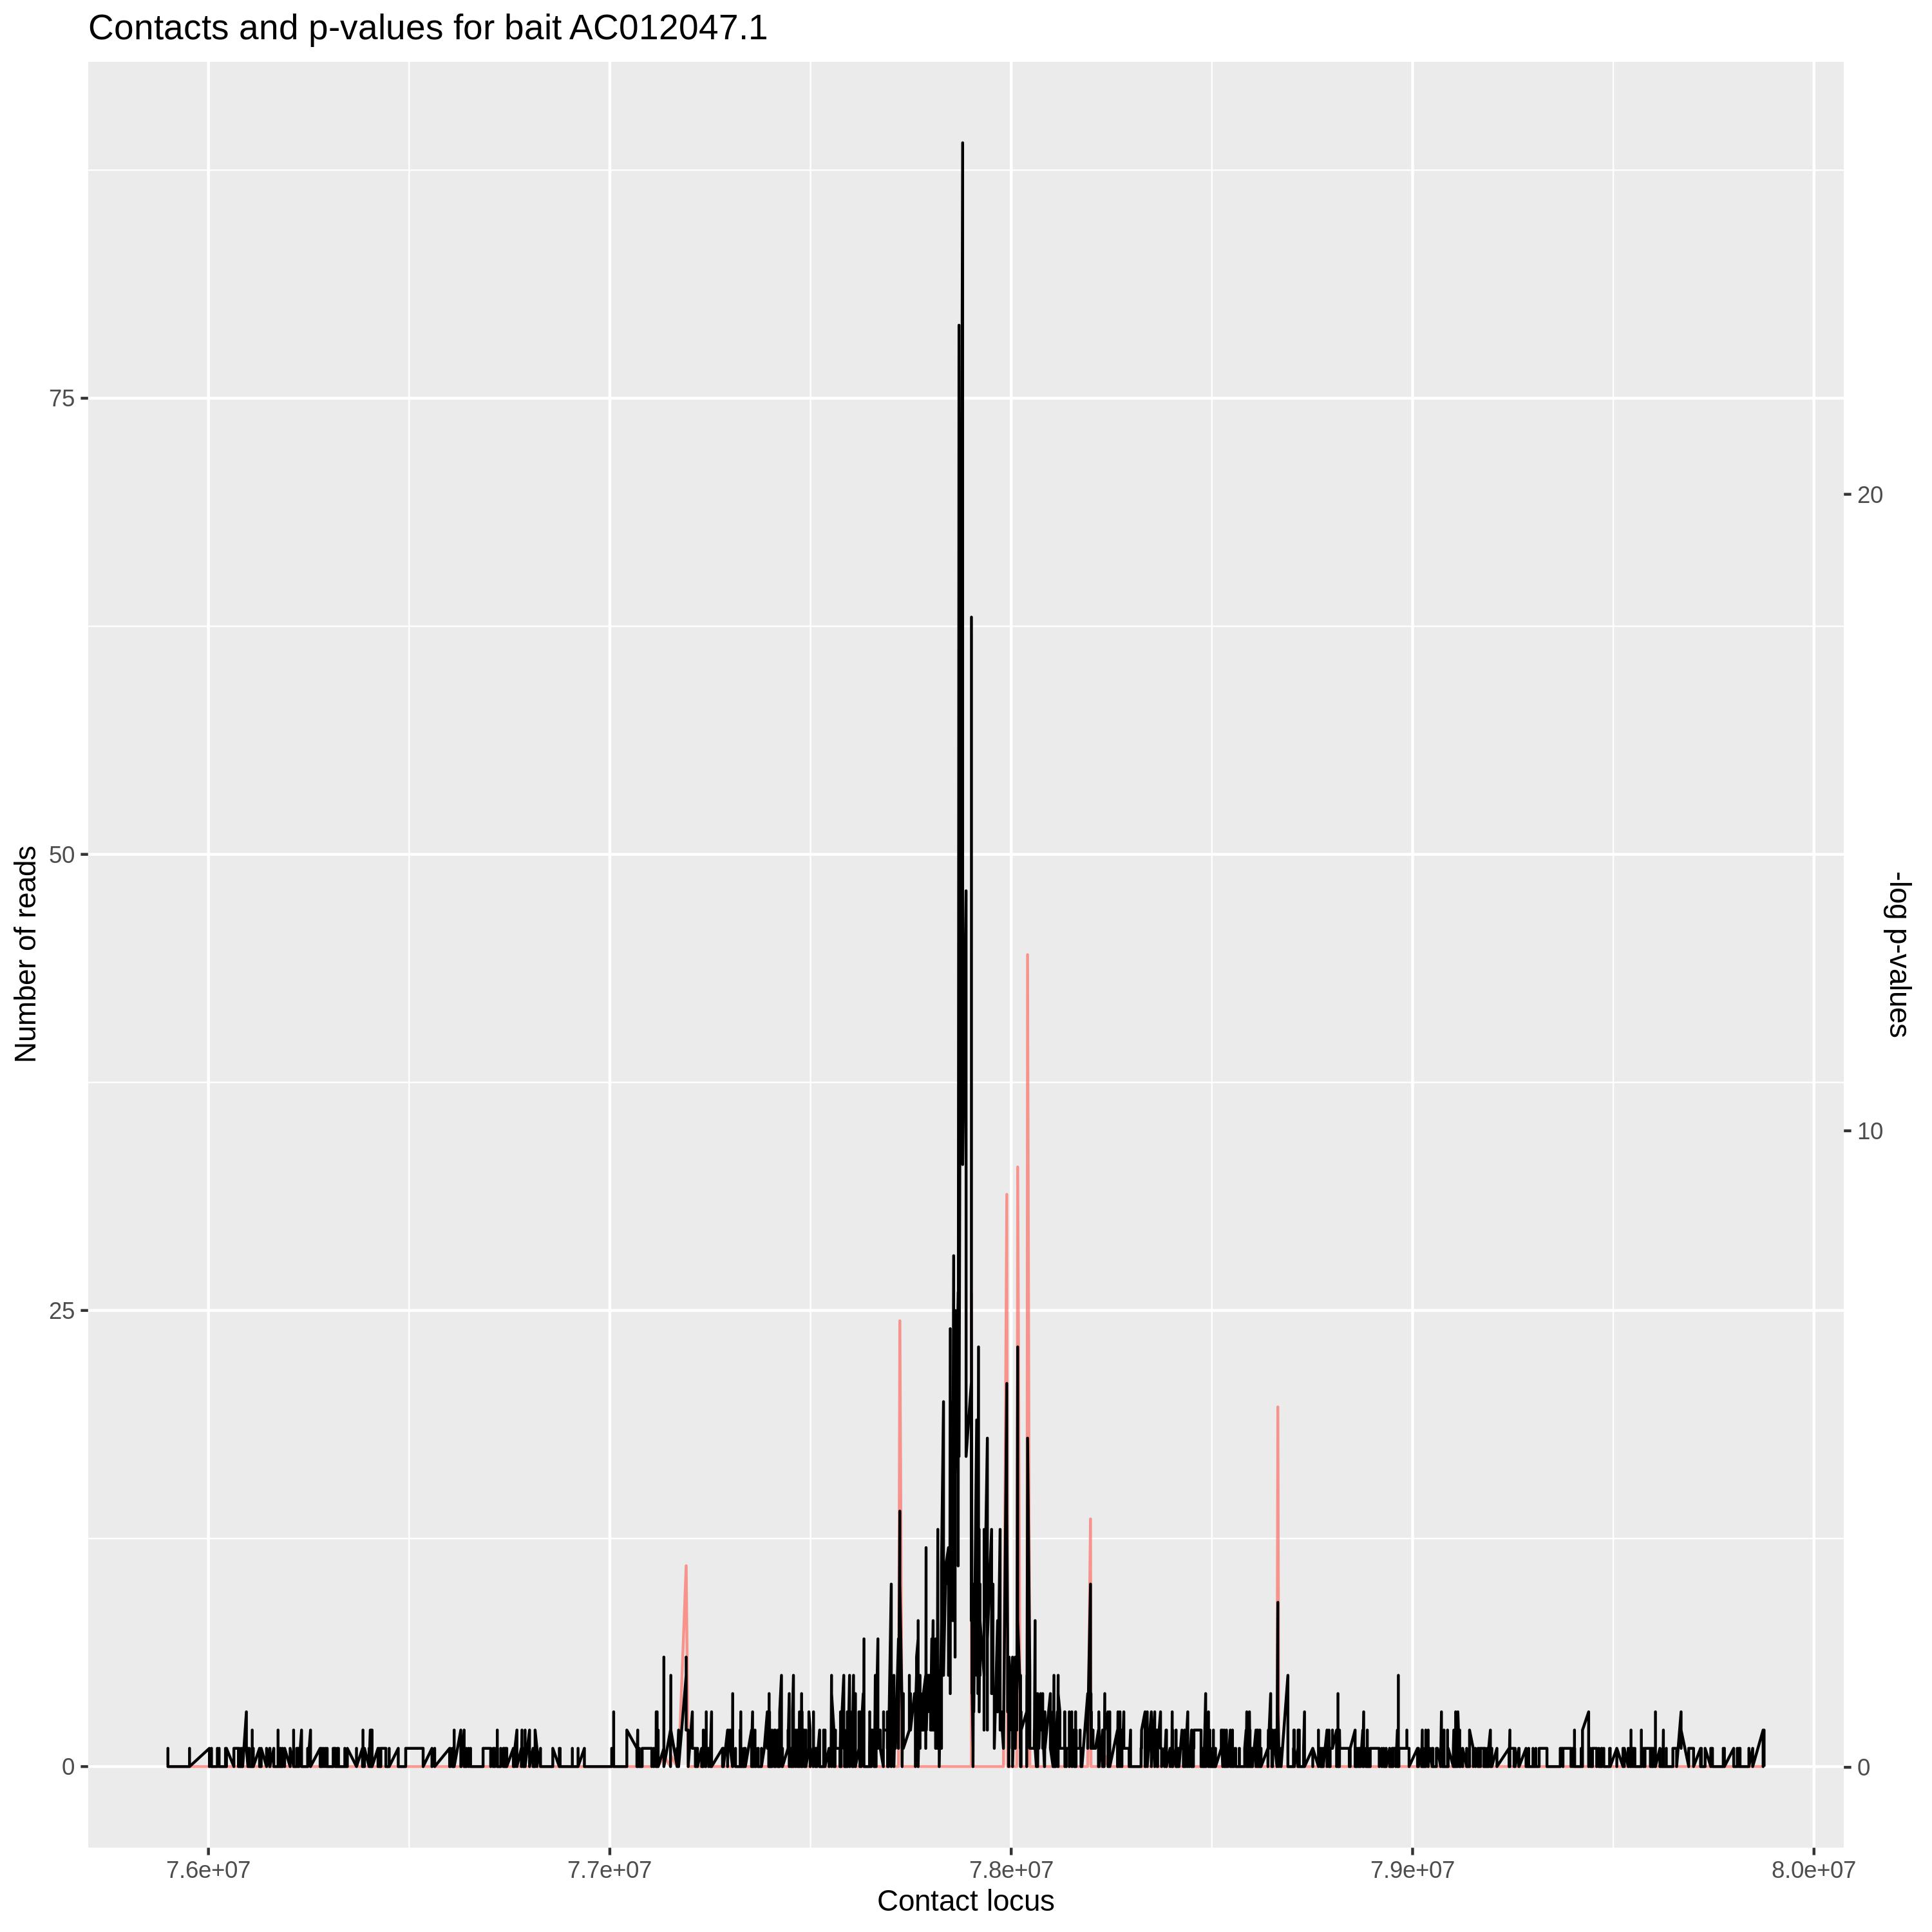 Contacts and p-values for bait AC012047.1
75
50
25
0
20
10
0
Number of reads
-log p-values
7.6e+07 7.7e+07 7.8e+07 7.9e+07 8.0e+07
Contact locus